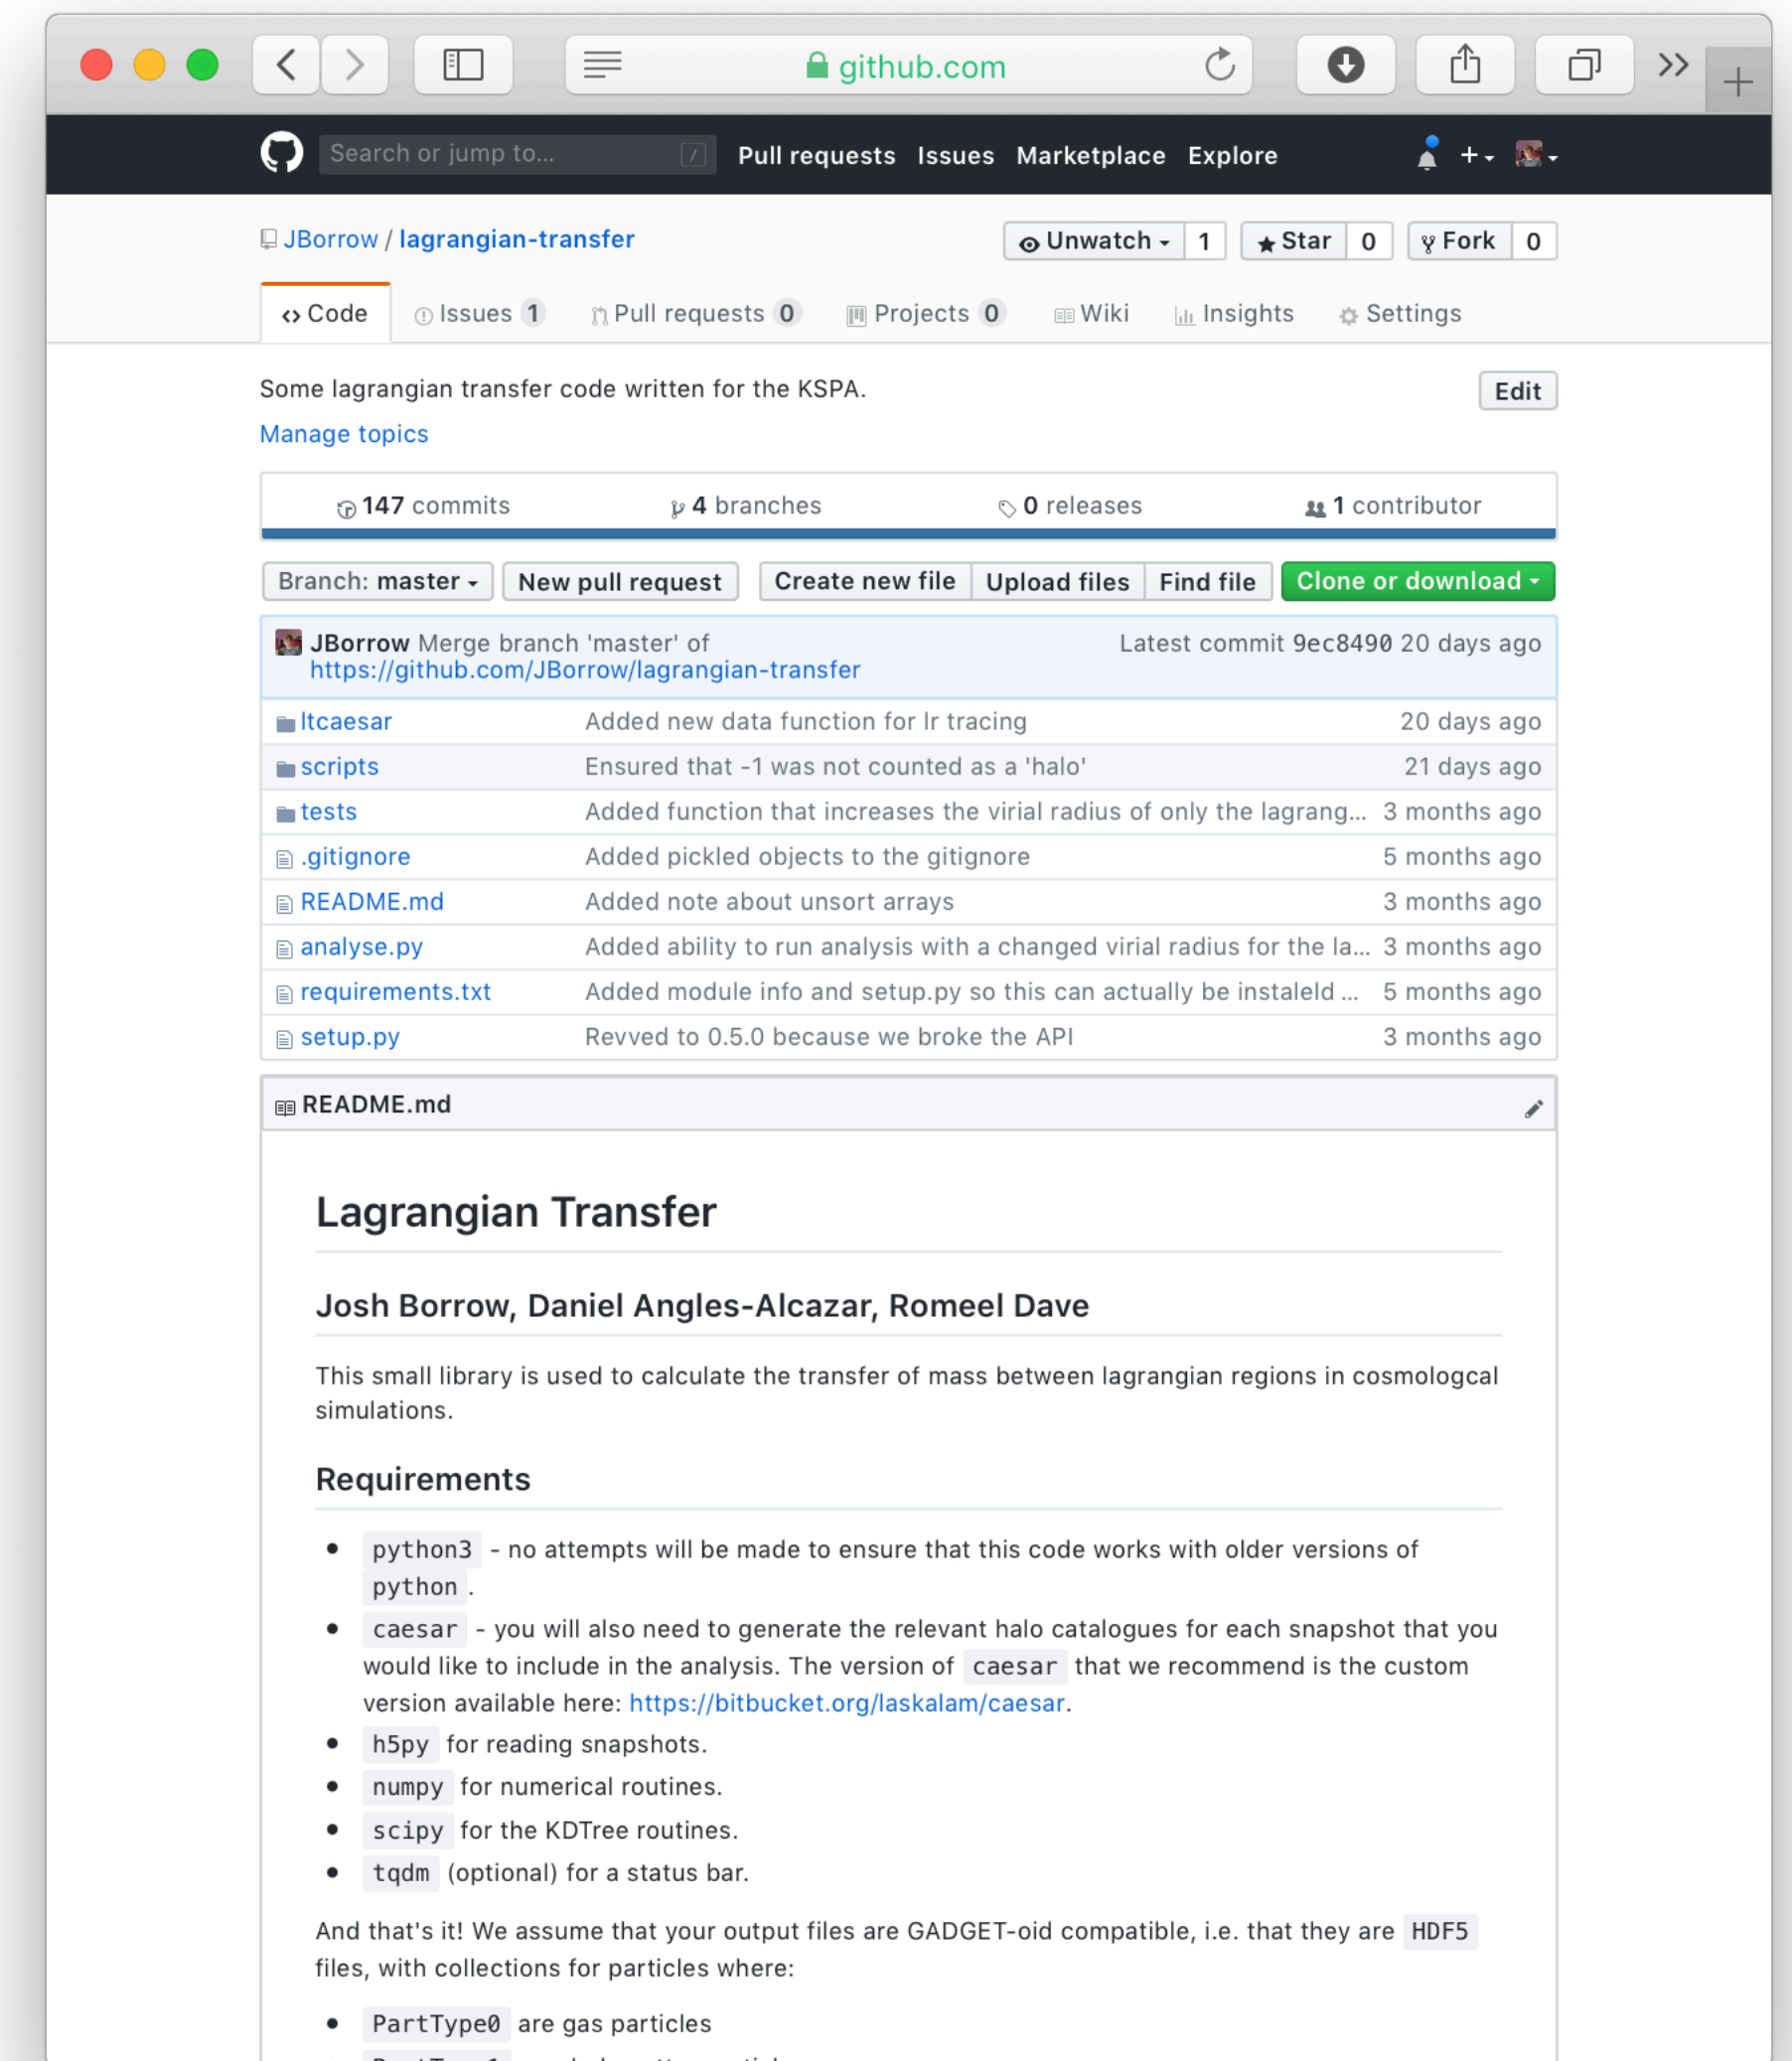 github.com
Search or jump to... /
Pull requests Issues Marketplace Explore
JBorrow / lagrangian-transfer
Unwatch 1 Star 0 Fork 0
Code Issues 1 Pull requests 0 Projects 0 Wiki Insights Settings
Some lagrangian transfer code written for the KSPA.
Edit
Manage topics
147 commits 4 branches 0 releases 1 contributor
Branch: master New pull request Create new file Upload files Find file Clone or download
JBorrow Merge branch 'master' of Latest commit 9ec8490 20 days ago
https://github.com/JBorrow/lagrangian-transfer
ltcaesar Added new data function for lr tracing 20 days ago
scripts Ensured that -1 was not counted as a 'halo' 21 days ago
tests Added function that increases the virial radius of only the lagrang... 3 months ago
.gitignore Added pickled objects to the gitignore 5 months ago
README.md Added note about unsort arrays 3 months ago
analyse.py Added ability to run analysis with a changed virial radius for the la... 3 months ago
requirements.txt Added module info and setup.py so this can actually be instaleld ... 5 months ago
setup.py Revved to 0.5.0 because we broke the API 3 months ago
README.md
Lagrangian Transfer
Josh Borrow, Daniel Angles-Alcazar, Romeel Dave
This small library is used to calculate the transfer of mass between lagrangian regions in cosmologcal
simulations.
Requirements
python3 - no attempts will be made to ensure that this code works with older versions of
python .
caesar - you will also need to generate the relevant halo catalogues for each snapshot that you
would like to include in the analysis. The version of caesar that we recommend is the custom
version available here: https://bitbucket.org/laskalam/caesar.
h5py for reading snapshots.
numpy for numerical routines.
scipy for the KDTree routines.
tqdm (optional) for a status bar.
And that's it! We assume that your output files are GADGET-oid compatible, i.e. that they are HDF5
files, with collections for particles where:
PartType0 are gas particles